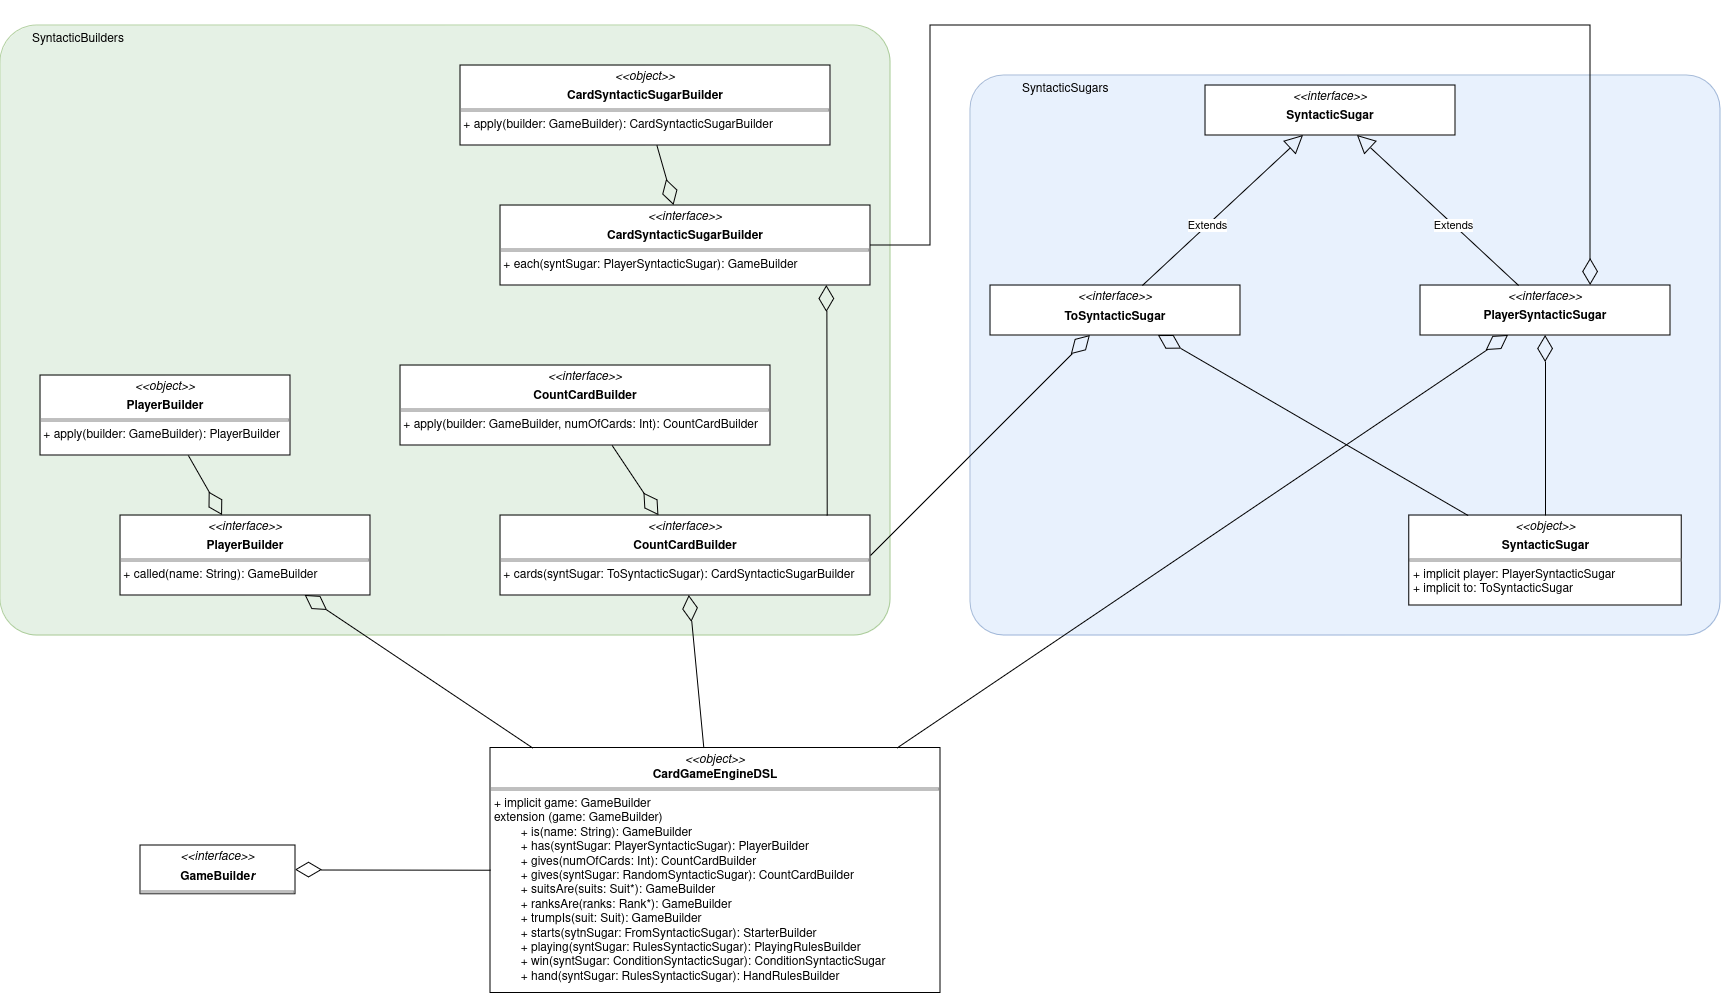 SyntacticBuilders
<<object>>
CardSyntacticSugarBuilder
+ apply(builder: GameBuilder): CardSyntacticSugarBuilder
<<interface>>
CardSyntacticSugarBuilder
+ each(syntSugar: PlayerSyntacticSugar): GameBuilder
<<object>>
PlayerBuilder
+ apply(builder: GameBuilder): PlayerBuilder
<<interface>>
CountCardBuilder
+ apply(builder: GameBuilder, numOfCards: Int): CountCardBuilder
<<interface>>
PlayerBuilder
+ called(name: String): GameBuilder
<<interface>>
CountCardBuilder
+ cards(syntSugar: ToSyntacticSugar): CardSyntacticSugarBuilder
SyntacticSugars
<<interface>>
SyntacticSugar
Extends
Extends
<<interface>>
ToSyntacticSugar
<<interface>>
PlayerSyntacticSugar
<<object>>
SyntacticSugar
+ implicit player: PlayerSyntacticSugar
+ implicit to: ToSyntacticSugar
<<interface>>
GameBuilder
<<object>>
CardGameEngineDSL
+ implicit game: GameBuilder
extension (game: GameBuilder)
+ is(name: String): GameBuilder
+ has(syntSugar: PlayerSyntacticSugar): PlayerBuilder
+ gives(numOfCards: Int): CountCardBuilder
+ gives(syntSugar: RandomSyntacticSugar): CountCardBuilder
+ suitsAre(suits: Suit*): GameBuilder
+ ranksAre(ranks: Rank*): GameBuilder
+ trumpIs(suit: Suit): GameBuilder
+ starts(sytnSugar: FromSyntacticSugar): StarterBuilder
+ playing(syntSugar: RulesSyntacticSugar): PlayingRulesBuilder
+ win(syntSugar: ConditionSyntacticSugar): ConditionSyntacticSugar
+ hand(syntSugar: RulesSyntacticSugar): HandRulesBuilder